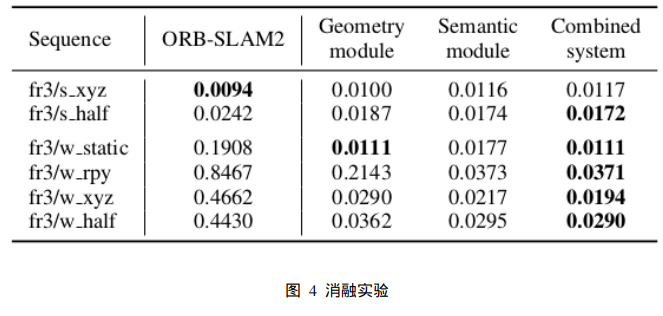 Sequence ORB-SLAM2 Geometry module Semantic module Combined system
fr3/s_xyz 0.0094 0.0100 0.0116 0.0117
fr3/s_half 0.0242 0.0187 0.0174 0.0172
fr3/w_static 0.1908 0.0111 0.0177 0.0111
fr3/w_rpy 0.8467 0.2143 0.0373 0.0371
fr3/w_xyz 0.4662 0.0290 0.0217 0.0194
fr3/w_half 0.4430 0.0362 0.0295 0.0290
图 4 消融实验